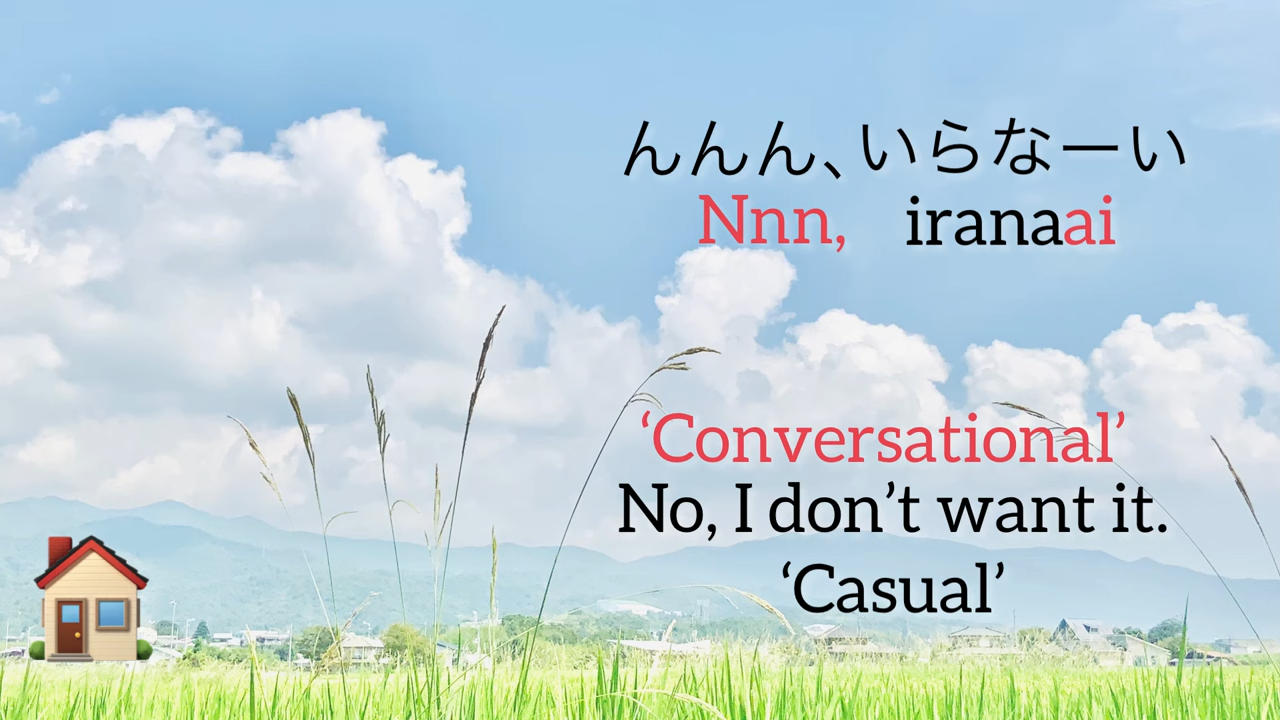 んんん、いらなーい
Nnn, iranaai
‘Conversational’
No, I don’t want it.
‘Casual’